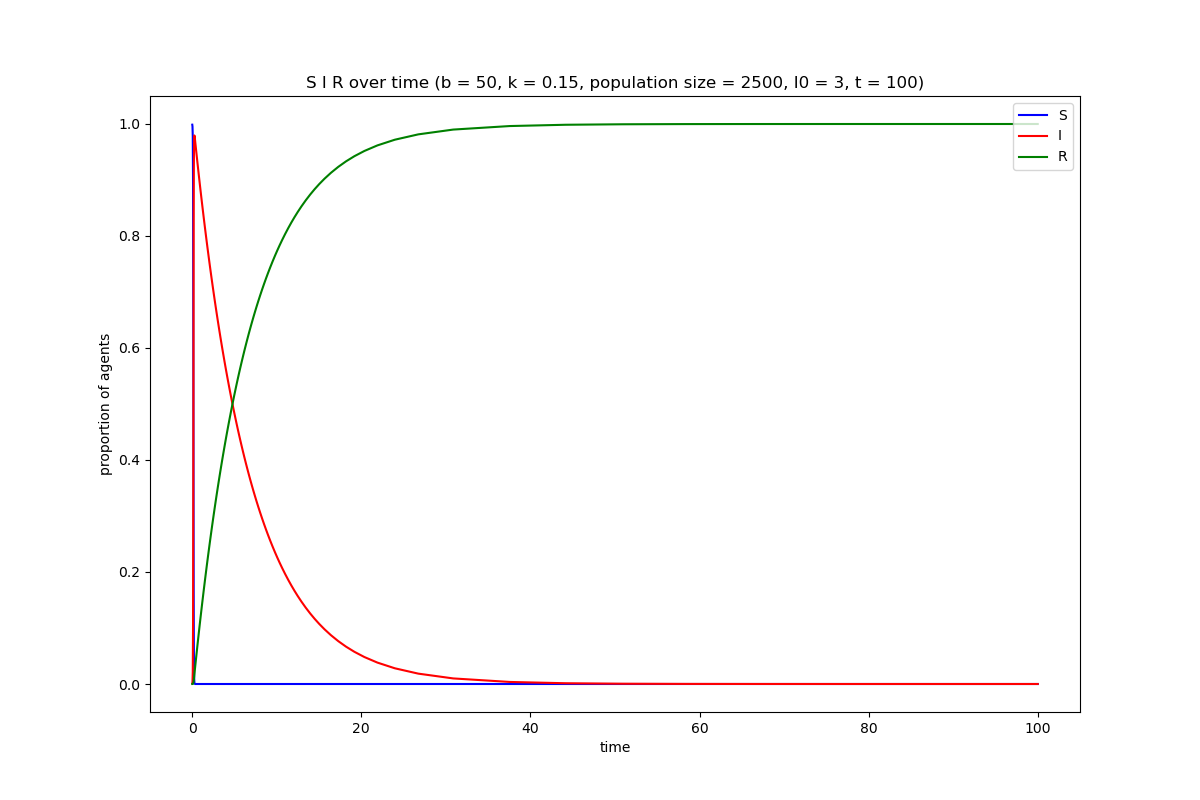 S I R over time (b = 50, k = 0.15, population size = 2500, I0 = 3, t = 100)
1.0
0.8
0.6
0.4
0.2
0.0
proportion of agents
S
I
R
0 20 40 60 80 100
time